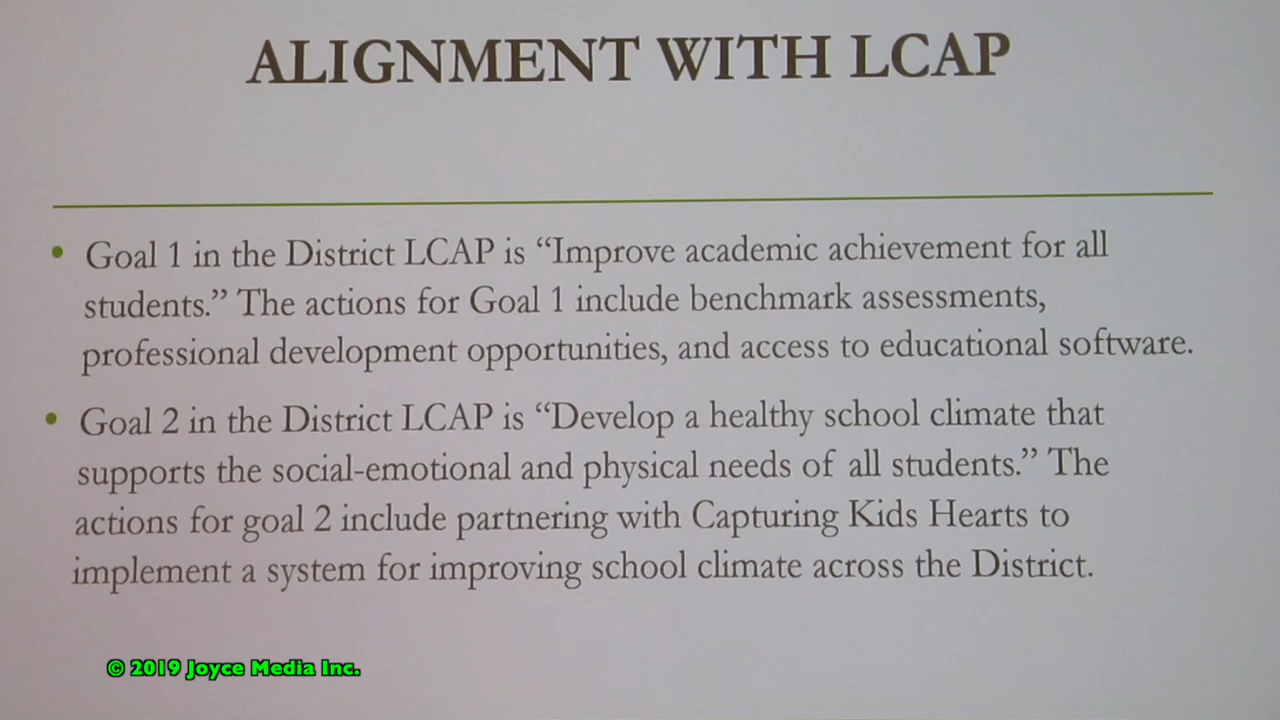 ALIGNMENT WITH LCAP
• Goal 1 in the District LCAP is “Improve academic achievement for all
students.” The actions for Goal 1 include benchmark assessments,
professional development opportunities, and access to educational software.
• Goal 2 in the District LCAP is “Develop a healthy school climate that
supports the social-emotional and physical needs of all students.” The
actions for goal 2 include partnering with Capturing Kids Hearts to
implement a system for improving school climate across the District.
© 2019 Joyce Media Inc.